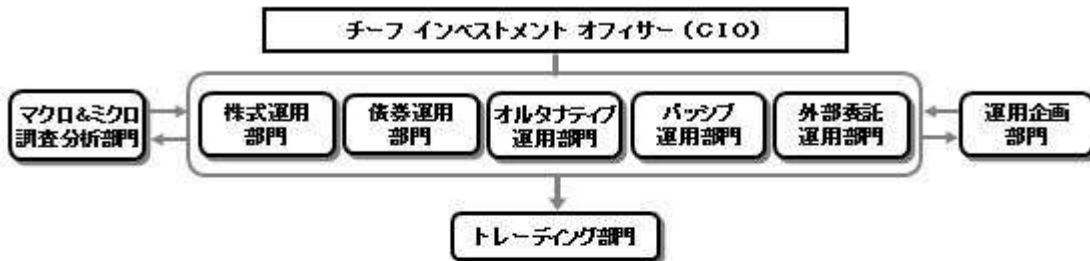 チーフ インベストメント オフィサー（CIO）
マクロ&ミクロ
調査分析部門
株式運用
部門
債券運用
部門
オルタナティブ
運用部門
パッシブ
運用部門
外部委託
運用部門
運用企画
部門
トレーディング部門